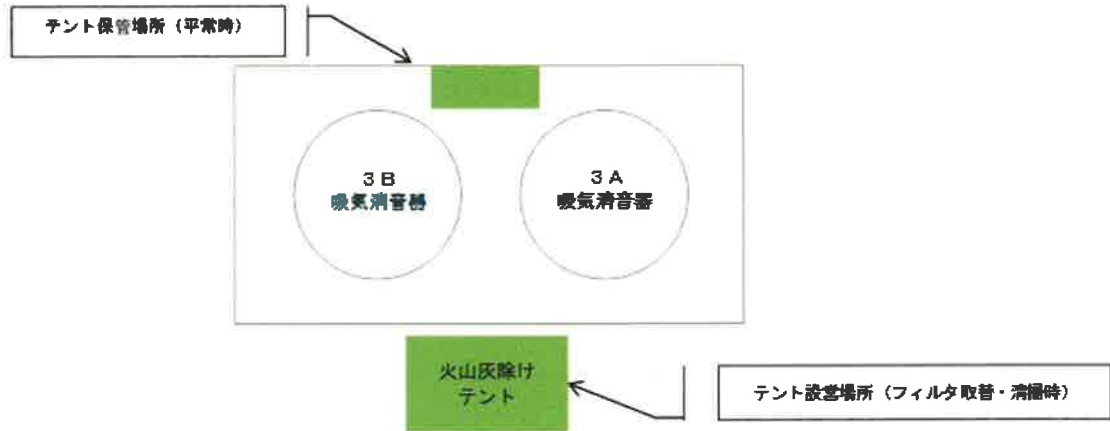 テント保管場所（平常時）
３Ｂ
吸気消音器
３Ａ
吸気消音器
火山灰除け
テント
テント設営場所（フィルタ取替・清掃時）